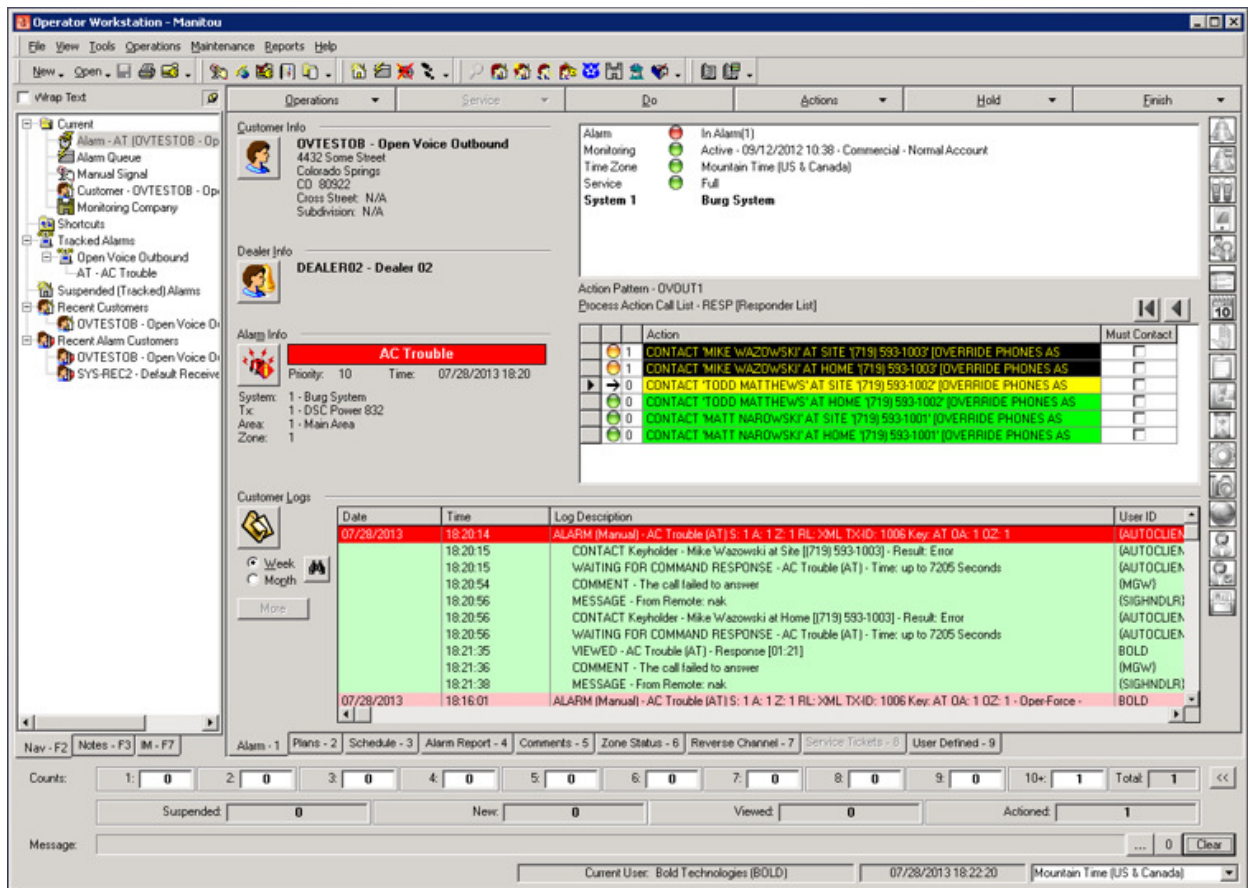 Operator Workstation - Manitou
File View Tools Operations Maintenance Reports Help
New Open
Wrap Text
Operations Service Do Actions Hold Finish
Current
Alarm - AT (OVTESTOB - Op
Alarm Queue
Manual Signal
Customer - OVTESTOB - Op
Monitoring Company
Shortcuts
Tracked Alarms
Open Voice Outbound
AT - AC Trouble
Suspended (Tracked) Alarms
Recent Customers
OVTESTOB - Open Voice O
Recent Alarm Customers
OVTESTOB - Open Voice O
SYS-REC2 - Default Receive
Customer Info
OVTESTOB - Open Voice Outbound
4432 Some Street
Colorado Springs
CO 80922
Cross Street: N/A
Subdivision: N/A
Alarm In Alarm(1)
Monitoring Active - 09/12/2012 10:38 - Commercial - Normal Account
Time Zone Mountain Time (US & Canada)
Service Full
System 1 Burg System
Dealer Info
DEALER02 - Dealer 02
Action Pattern - OVOUT1
Process Action Call List - RESP [Responder List]
10
Alarm Info
AC Trouble
Priority: 10 Time: 07/28/2013 18:20
System: 1 - Burg System
Tx: 1 - DSC Power 832
Area: 1 - Main Area
Zone: 1
Action Must Contact
1 CONTACT 'MIKE WAZOWSKI' AT SITE '(719) 593-1003' [OVERRIDE PHONES AS
1 CONTACT 'MIKE WAZOWSKI' AT HOME '(719) 593-1003' [OVERRIDE PHONES AS
0 CONTACT 'TODD MATTHEWS' AT SITE '(719) 593-1002' [OVERRIDE PHONES AS
0 CONTACT 'TODD MATTHEWS' AT HOME '(719) 593-1002' [OVERRIDE PHONES AS
0 CONTACT 'MATT NAROWSKI' AT SITE '(719) 593-1001' [OVERRIDE PHONES AS
0 CONTACT 'MATT NAROWSKI' AT HOME '(719) 593-1001' [OVERRIDE PHONES AS
Customer Logs
Week
Month
More
Date Time Log Description User ID
07/28/2013 18:20:14 ALARM (Manual) - AC Trouble (AT) S: 1 A: 1 Z: 1 RL: XML TX-ID: 1006 Key: AT OA: 1 OZ: 1 (AUTOCLIEN
18:20:15 CONTACT Keyholder - Mike Wazowski at Site [(719) 593-1003] - Result: Error (AUTOCLIEN
18:20:15 WAITING FOR COMMAND RESPONSE - AC Trouble (AT) - Time: up to 7205 Seconds (AUTOCLIEN
18:20:54 COMMENT - The call failed to answer (MGW)
18:20:56 MESSAGE - From Remote: nak (SIGHNDLR)
18:20:56 CONTACT Keyholder - Mike Wazowski at Home [(719) 593-1003] - Result: Error (AUTOCLIEN
18:20:56 WAITING FOR COMMAND RESPONSE - AC Trouble (AT) - Time: up to 7205 Seconds (AUTOCLIEN
18:21:35 VIEWED - AC Trouble (AT) - Response [01:21] BOLD
18:21:36 COMMENT - The call failed to answer (MGW)
18:21:38 MESSAGE - From Remote: nak (SIGHNDLR)
07/28/2013 18:16:01 ALARM (Manual) - AC Trouble (AT) S: 1 A: 1 Z: 1 RL: XML TX-ID: 1006 Key: AT OA: 1 OZ: 1 - Oper-Force - BOLD
Nav - F2 Notes - F3 IM - F7
Alarm - 1 Plans - 2 Schedule - 3 Alarm Report - 4 Comments - 5 Zone Status - 6 Reverse Channel - 7 Service Tickets - 8 User Defined - 9
Counts: 1: 0 2: 0 3: 0 4: 0 5: 0 6: 0 7: 0 8: 0 9: 0 10+: 1 Total: 1 <<
Suspended: 0 New: 0 Viewed: 0 Actioned: 1
Message: ... 0 Clear
Current User: Bold Technologies (BOLD) 07/28/2013 18:22:20 Mountain Time (US & Canada)